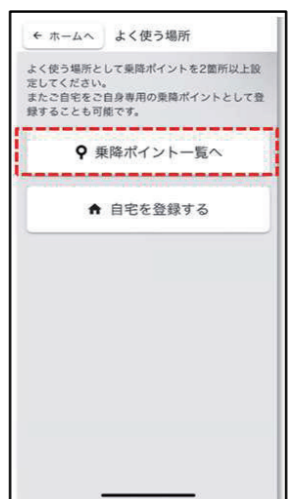 ← ホームへ よく使う場所
よく使う場所として乗降ポイントを2箇所以上設
定してください。
またご自宅をご自身専用の乗降ポイントとして登
録することも可能です。
乗降ポイント一覧へ
自宅を登録する